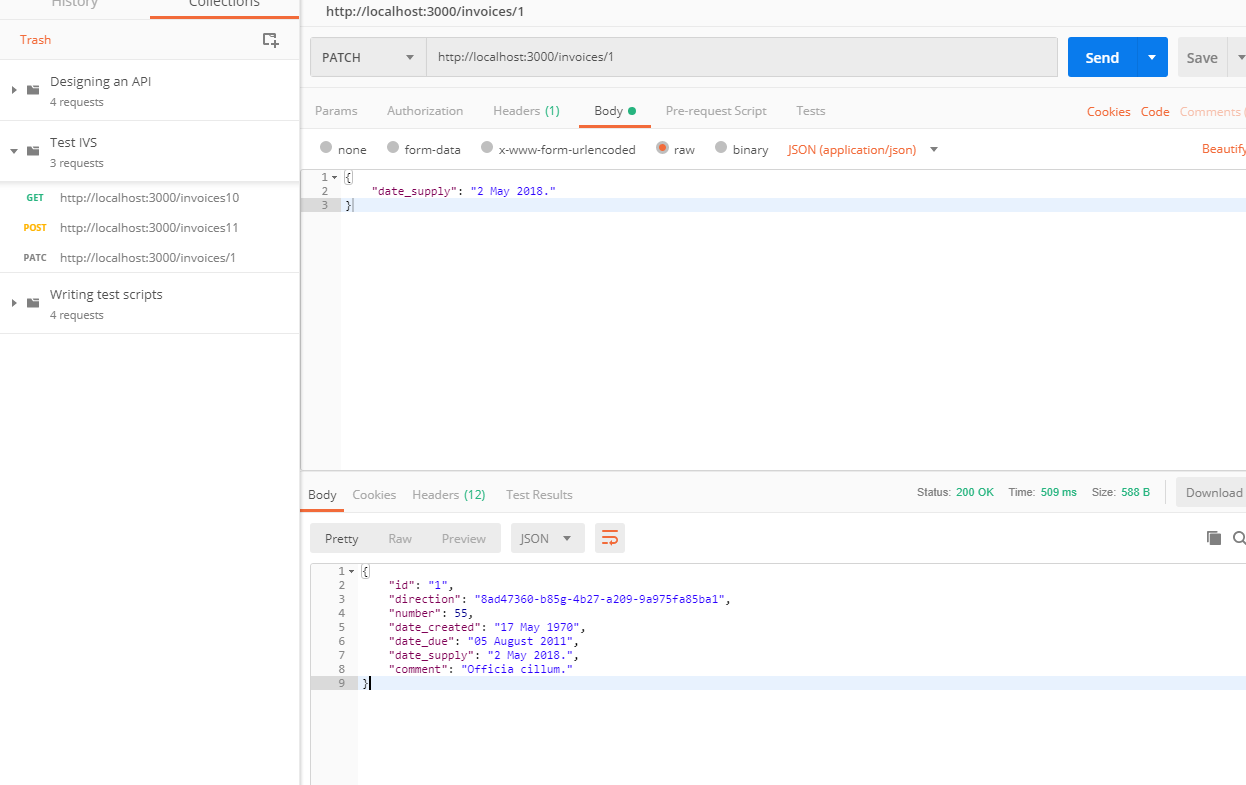 History
Collections
Trash
Designing an API
4 requests
Test IVS
3 requests
GET http://localhost:3000/invoices10
POST http://localhost:3000/invoices11
PATC http://localhost:3000/invoices/1
Writing test scripts
4 requests
http://localhost:3000/invoices/1
PATCH http://localhost:3000/invoices/1 Send Save
Params Authorization Headers (1) Body Pre-request Script Tests Cookies Code Comments (
none form-data x-www-form-urlencoded raw binary JSON (application/json) Beautify
1 {
2 "date_supply": "2 May 2018."
3 }
Body Cookies Headers (12) Test Results Status: 200 OK Time: 509 ms Size: 588 B Download
Pretty Raw Preview JSON
1 {
2 "id": "1",
3 "direction": "8ad47360-b85g-4b27-a209-9a975fa85ba1",
4 "number": 55,
5 "date_created": "17 May 1970",
6 "date_due": "05 August 2011",
7 "date_supply": "2 May 2018.",
8 "comment": "Officia cillum."
9 }